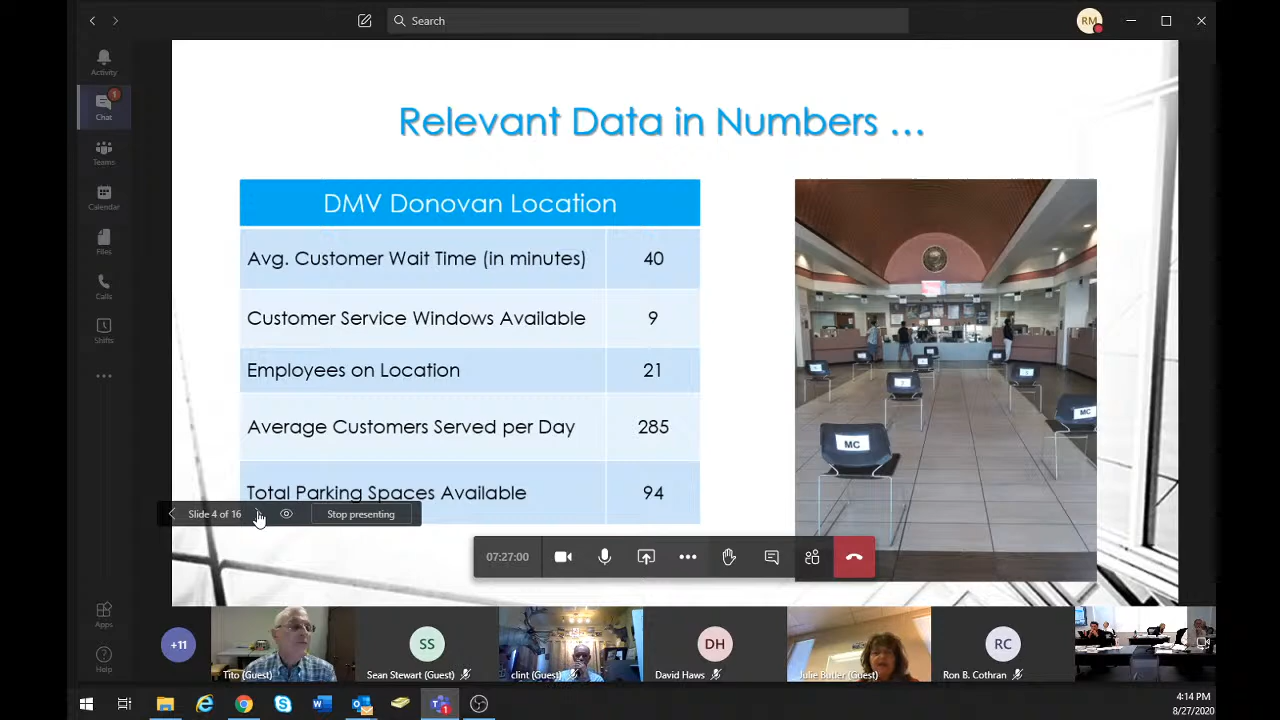 Search
RM
Activity
1
Chat
Teams
Calendar
Files
Calls
Shifts
Apps
Help
Relevant Data in Numbers ...
DMV Donovan Location
Avg. Customer Wait Time (in minutes) 40
Customer Service Windows Available 9
Employees on Location 21
Average Customers Served per Day 285
Total Parking Spaces Available 94
MC
MC
Slide 4 of 16
Stop presenting
07:27:00
+11
Tito (Guest)
SS
Sean Stewart (Guest)
clint (Guest)
DH
David Haws
Julie Butler (Guest)
RC
Ron B. Cothran
4:14 PM
8/27/2020